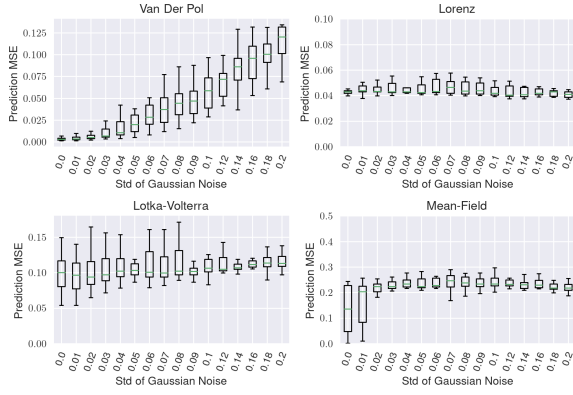 Van Der Pol
Prediction MSE
0.125
0.100
0.075
0.050
0.025
0.000
0.0 0.01 0.02 0.03 0.04 0.05 0.06 0.07 0.08 0.09 0.1 0.12 0.14 0.16 0.18 0.2
Std of Gaussian Noise
Lorenz
Prediction MSE
0.10
0.08
0.06
0.04
0.02
0.00
0.0 0.01 0.02 0.03 0.04 0.05 0.06 0.07 0.08 0.09 0.1 0.12 0.14 0.16 0.18 0.2
Std of Gaussian Noise
Lotka-Volterra
Prediction MSE
0.15
0.10
0.05
0.00
0.0 0.01 0.02 0.03 0.04 0.05 0.06 0.07 0.08 0.09 0.1 0.12 0.14 0.16 0.18 0.2
Std of Gaussian Noise
Mean-Field
Prediction MSE
0.5
0.4
0.3
0.2
0.1
0.0
0.0 0.01 0.02 0.03 0.04 0.05 0.06 0.07 0.08 0.09 0.1 0.12 0.14 0.16 0.18 0.2
Std of Gaussian Noise